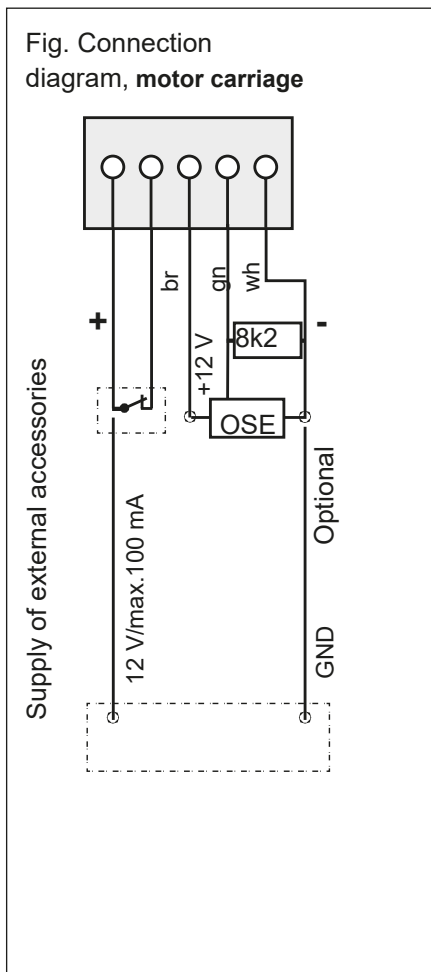 Fig. Connection
diagram, motor carriage
br
gn
wh
+
-
+12 V
8k2
OSE
Supply of external accessories
12 V/max.100 mA
Optional
GND